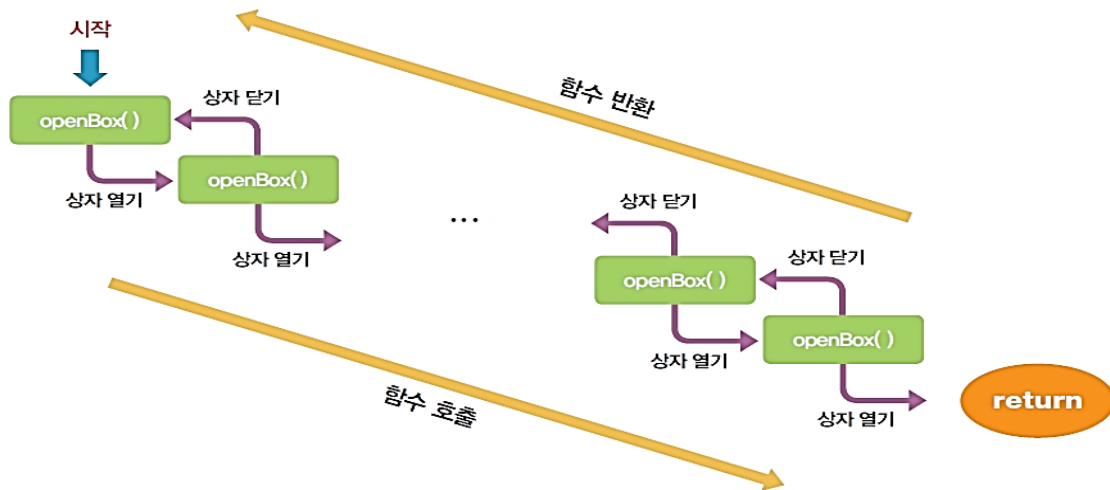 시작
상자 닫기
함수 반환
openBox()
openBox()
상자 열기
상자 닫기
...
상자 열기
상자 닫기
openBox( )
openBox( )
상자 열기
함수 호출
return
상자 열기